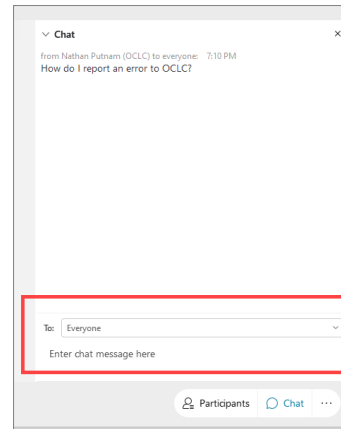 Chat
from Nathan Putnam (OCLC) to everyone: 7:10 PM
How do I report an error to OCLC?
To: Everyone
Enter chat message here
Participants Chat ...